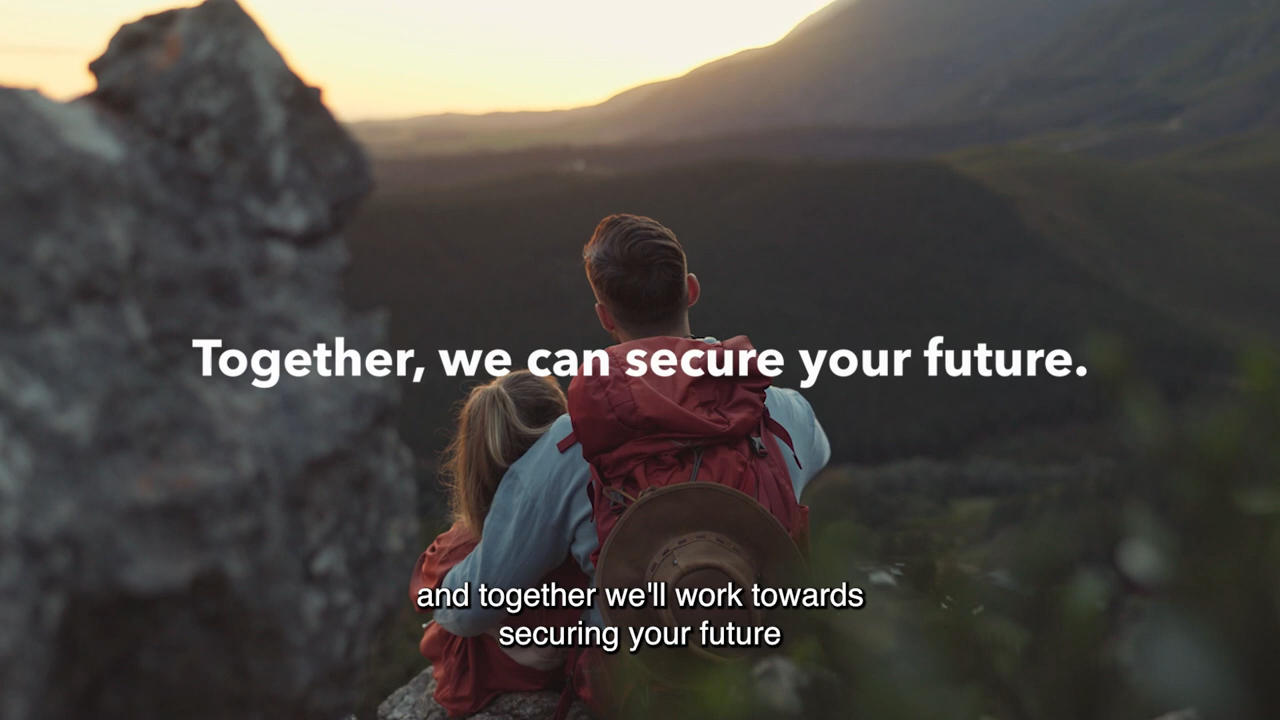 Together, we can secure your future.
and together we'll work towards
securing your future